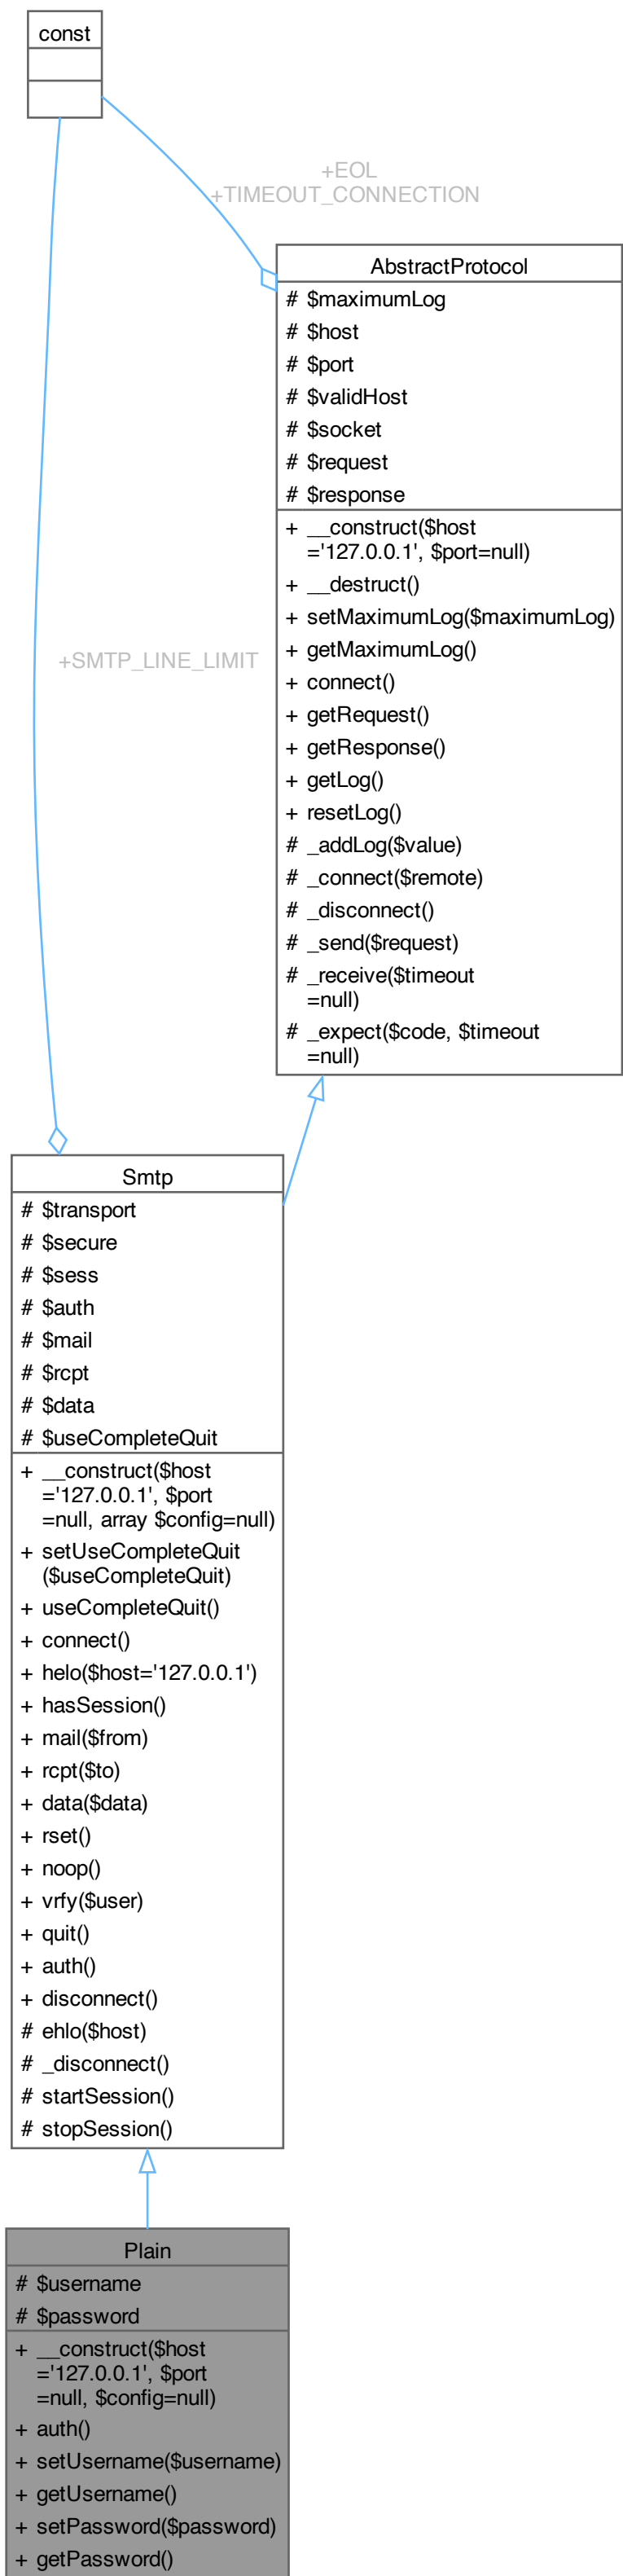 const
+EOL
+TIMEOUT_CONNECTION
AbstractProtocol
# $maximumLog
# $host
# $port
# $validHost
# $socket
# $request
# $response
+ __construct($host
='127.0.0.1', $port=null)
+ __destruct()
+ setMaximumLog($maximumLog)
+ getMaximumLog()
+ connect()
+ getRequest()
+ getResponse()
+ getLog()
+ resetLog()
# _addLog($value)
# _connect($remote)
# _disconnect()
# _send($request)
# _receive($timeout
=null)
# _expect($code, $timeout
=null)
+SMTP_LINE_LIMIT
Smtp
# $transport
# $secure
# $sess
# $auth
# $mail
# $rcpt
# $data
# $useCompleteQuit
+ __construct($host
='127.0.0.1', $port
=null, array $config=null)
+ setUseCompleteQuit
($useCompleteQuit)
+ useCompleteQuit()
+ connect()
+ helo($host='127.0.0.1')
+ hasSession()
+ mail($from)
+ rcpt($to)
+ data($data)
+ rset()
+ noop()
+ vrfy($user)
+ quit()
+ auth()
+ disconnect()
# ehlo($host)
# _disconnect()
# startSession()
# stopSession()
Plain
# $username
# $password
+ __construct($host
='127.0.0.1', $port
=null, $config=null)
+ auth()
+ setUsername($username)
+ getUsername()
+ setPassword($password)
+ getPassword()